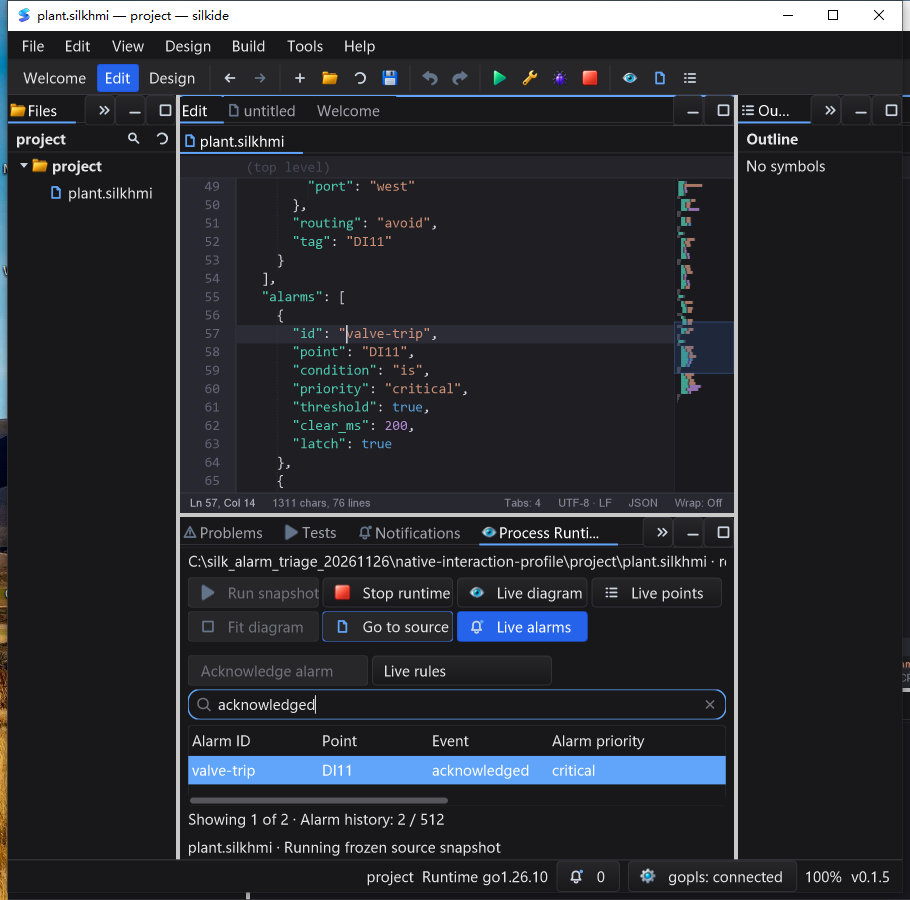 plant.silkhmi — project — silkide
File Edit View Design Build Tools Help
Welcome Edit Design
Files
project
project
plant.silkhmi
Edit untitled Welcome
plant.silkhmi
(top level)
49 "port": "west"
50 },
51 "routing": "avoid",
52 "tag": "DI11"
53 }
54 ],
55 "alarms": [
56 {
57 "id": "valve-trip",
58 "point": "DI11",
59 "condition": "is",
60 "priority": "critical",
61 "threshold": true,
62 "clear_ms": 200,
63 "latch": true
64 },
65 {
Ln 57, Col 14 1311 chars, 76 lines Tabs: 4 UTF-8 · LF JSON Wrap: Off
Ou...
Outline
No symbols
Problems Tests Notifications Process Runti...
C:\silk_alarm_triage_20261126\native-interaction-profile\project\plant.silkhmi ·
Run snapshot Stop runtime Live diagram Live points
Fit diagram Go to source Live alarms
Acknowledge alarm Live rules
acknowledged
Alarm ID Point Event Alarm priority
valve-trip DI11 acknowledged critical
Showing 1 of 2 · Alarm history: 2 / 512
plant.silkhmi · Running frozen source snapshot
project Runtime go1.26.10 0 gopls: connected 100% v0.1.5